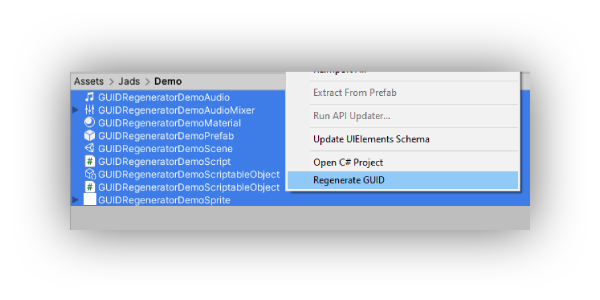 Assets > Jads > Demo
GUIDRegeneratorDemoAudio
GUIDRegeneratorDemoAudioMixer
GUIDRegeneratorDemoMaterial
GUIDRegeneratorDemoPrefab
GUIDRegeneratorDemoScene
GUIDRegeneratorDemoScript
GUIDRegeneratorDemoScriptableObject
GUIDRegeneratorDemoScriptableObject
GUIDRegeneratorDemoSprite
Extract From Prefab
Run API Updater...
Update UIElements Schema
Open C# Project
Regenerate GUID